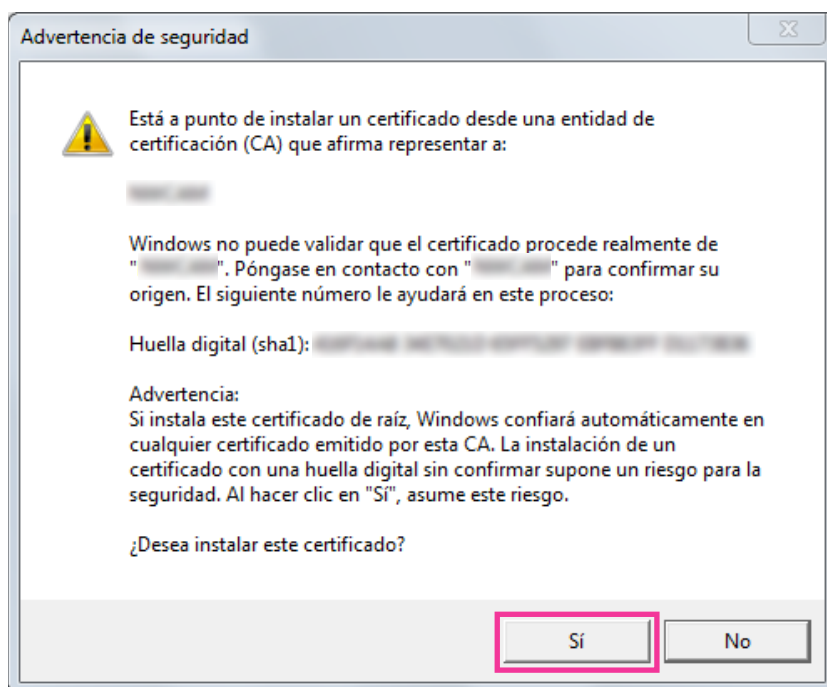 Advertencia de seguridad
Está a punto de instalar un certificado desde una entidad de
certificación (CA) que afirma representar a:
Windows no puede validar que el certificado procede realmente de
" ". Póngase en contacto con " " para confirmar su
origen. El siguiente número le ayudará en este proceso:
Huella digital (sha1):
Advertencia:
Si instala este certificado de raíz, Windows confiará automáticamente en
cualquier certificado emitido por esta CA. La instalación de un
certificado con una huella digital sin confirmar supone un riesgo para la
seguridad. Al hacer clic en "Sí", asume este riesgo.
¿Desea instalar este certificado?
Sí
No